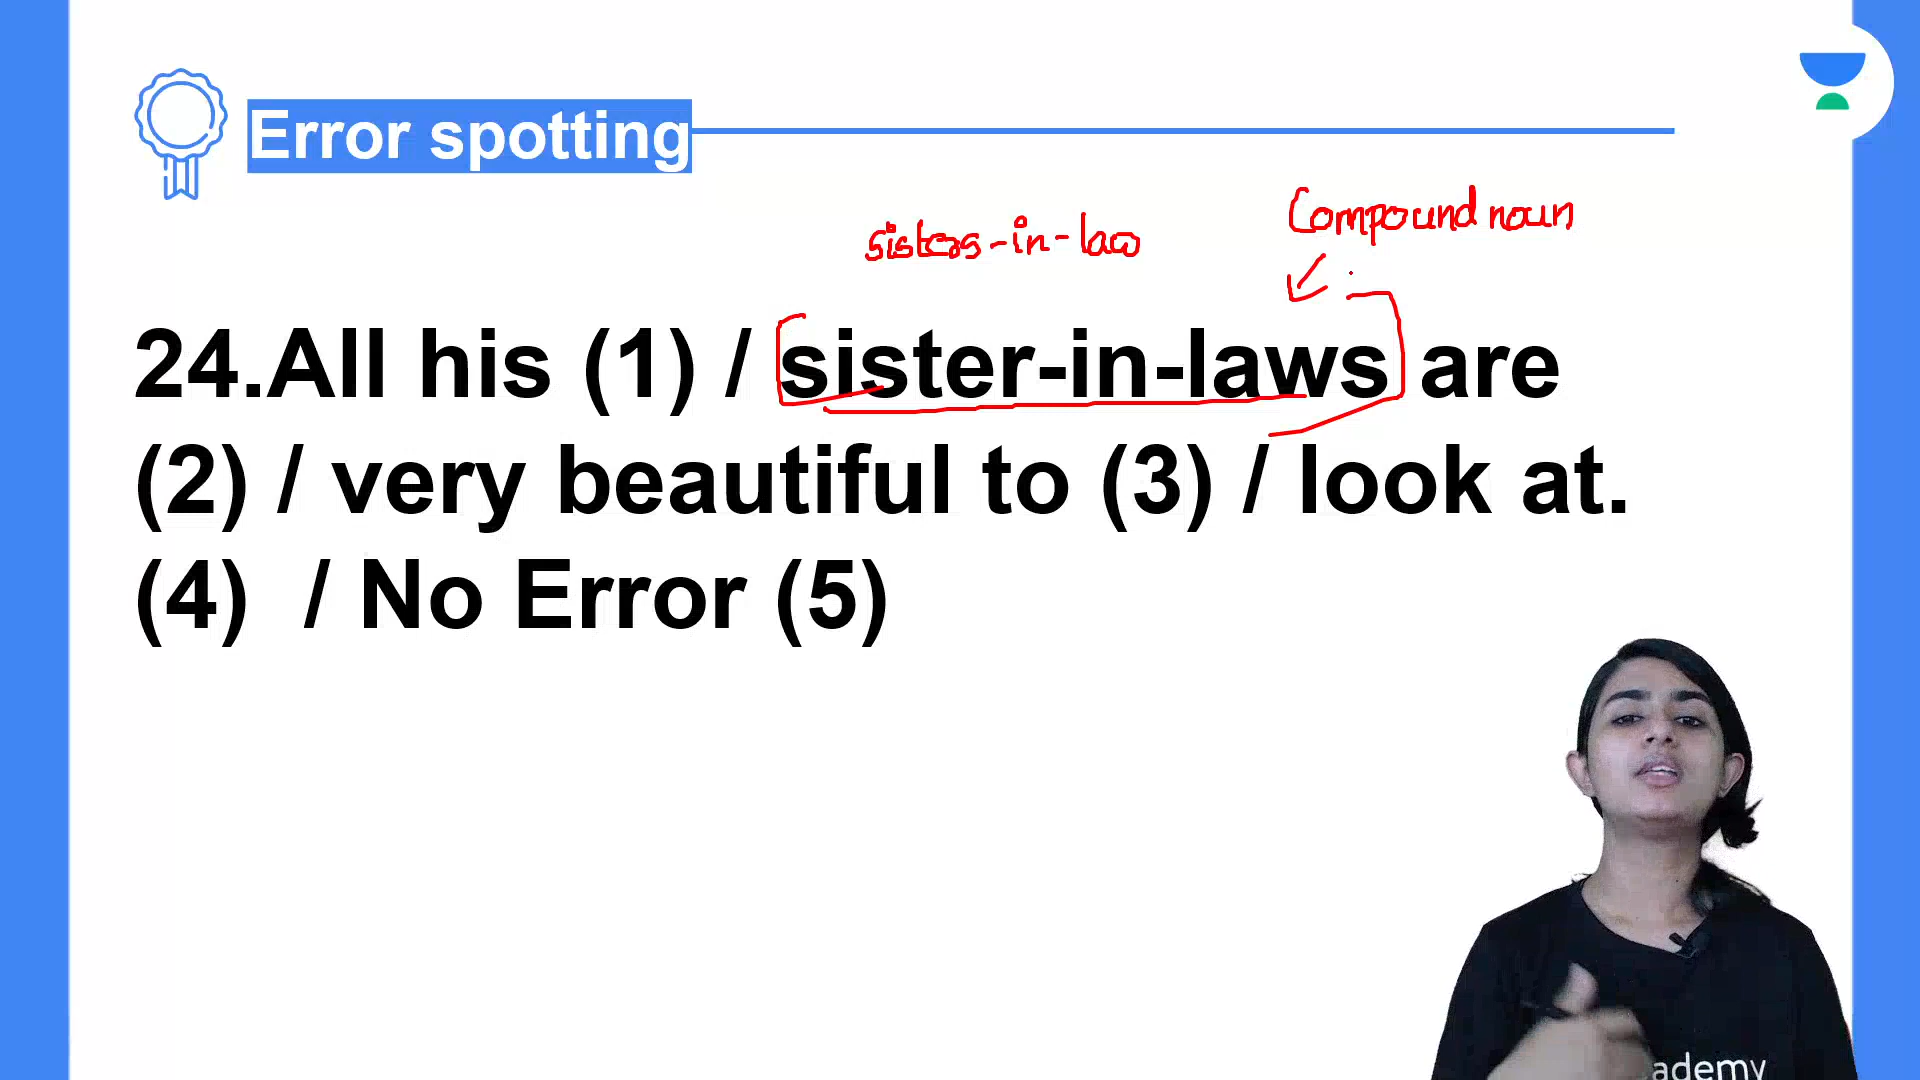 Error spotting
Compound noun
sisters-in-law
24.All his (1) / sister-in-laws are
(2) / very beautiful to (3) / look at.
(4) / No Error (5)
ademy